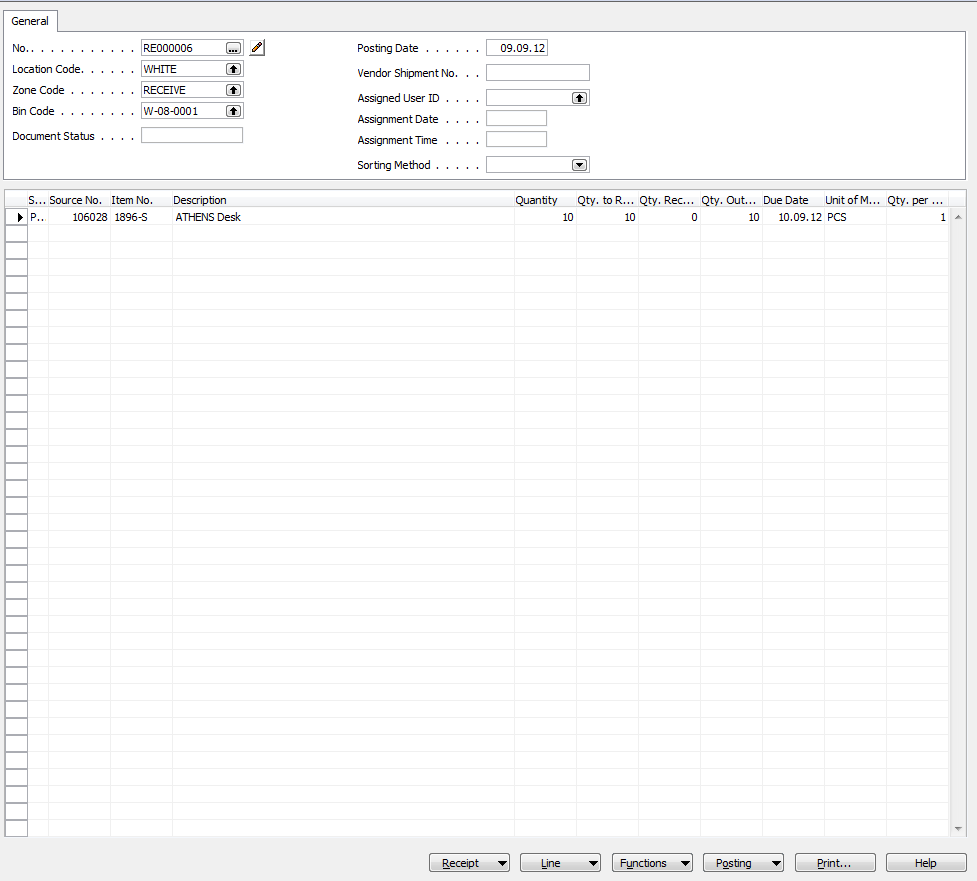 General
No.. . . . . . . . . . . . RE000006 ... Posting Date . . . . . . 09.09.12
Location Code. . . . . . WHITE Vendor Shipment No. . .
Zone Code . . . . . . . RECEIVE Assigned User ID . . . .
Bin Code . . . . . . . . W-08-0001 Assignment Date . . . .
Document Status . . . . Assignment Time . . . .
Sorting Method . . . . .
S... Source No. Item No. Description Quantity Qty. to R... Qty. Rec... Qty. Out... Due Date Unit of M... Qty. per ...
P.. 106028 1896-S ATHENS Desk 10 10 0 10 10.09.12 PCS 1
Receipt Line Functions Posting Print... Help